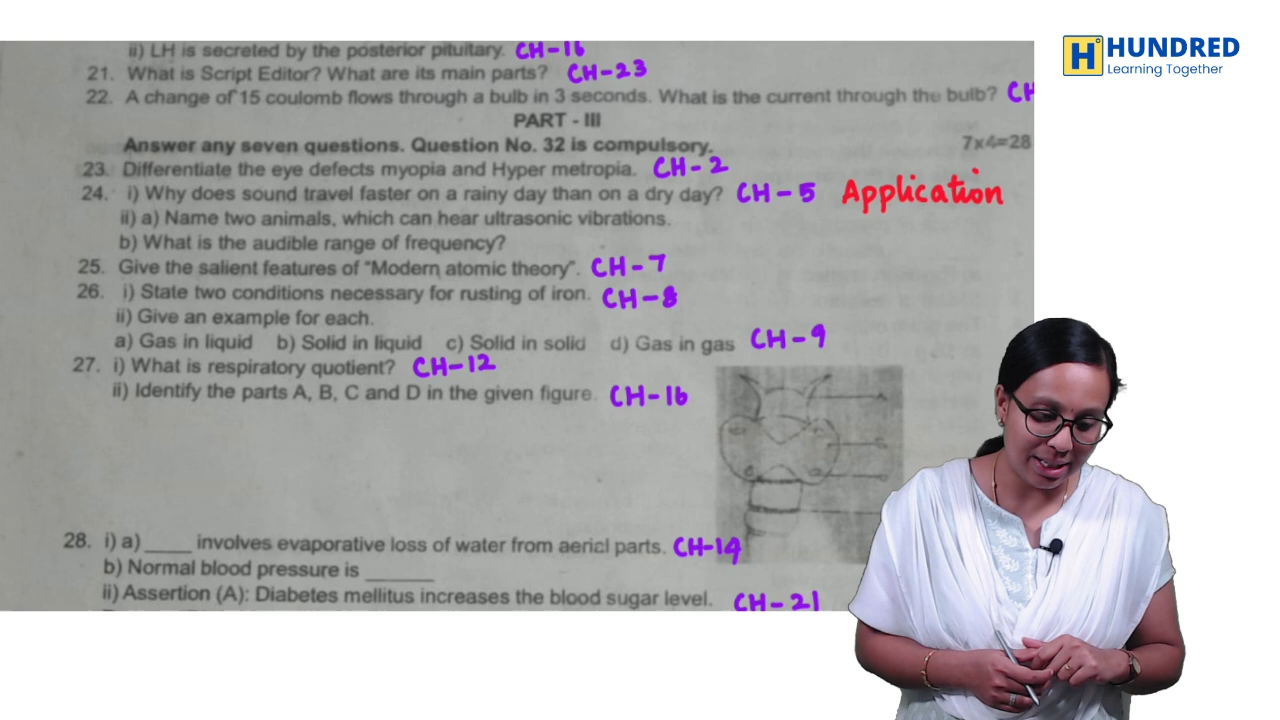 HUNDRED
Learning Together
ii) LH is secreted by the posterior pituitary. CH-16
21. What is Script Editor? What are its main parts? CH-23
22. A change of 15 coulomb flows through a bulb in 3 seconds. What is the current through the bulb? CH
PART - III
Answer any seven questions. Question No. 32 is compulsory. 7x4=28
23. Differentiate the eye defects myopia and Hyper metropia. CH-2
24. i) Why does sound travel faster on a rainy day than on a dry day? CH-5 Application
ii) a) Name two animals, which can hear ultrasonic vibrations.
b) What is the audible range of frequency?
25. Give the salient features of "Modern atomic theory". CH-7
26. i) State two conditions necessary for rusting of iron. CH-8
ii) Give an example for each.
a) Gas in liquid b) Solid in liquid c) Solid in solid d) Gas in gas CH-9
27. i) What is respiratory quotient? CH-12
ii) Identify the parts A, B, C and D in the given figure. CH-16
28. i) a) ____ involves evaporative loss of water from aerial parts. CH-14
b) Normal blood pressure is ______
ii) Assertion (A): Diabetes mellitus increases the blood sugar level. CH-21